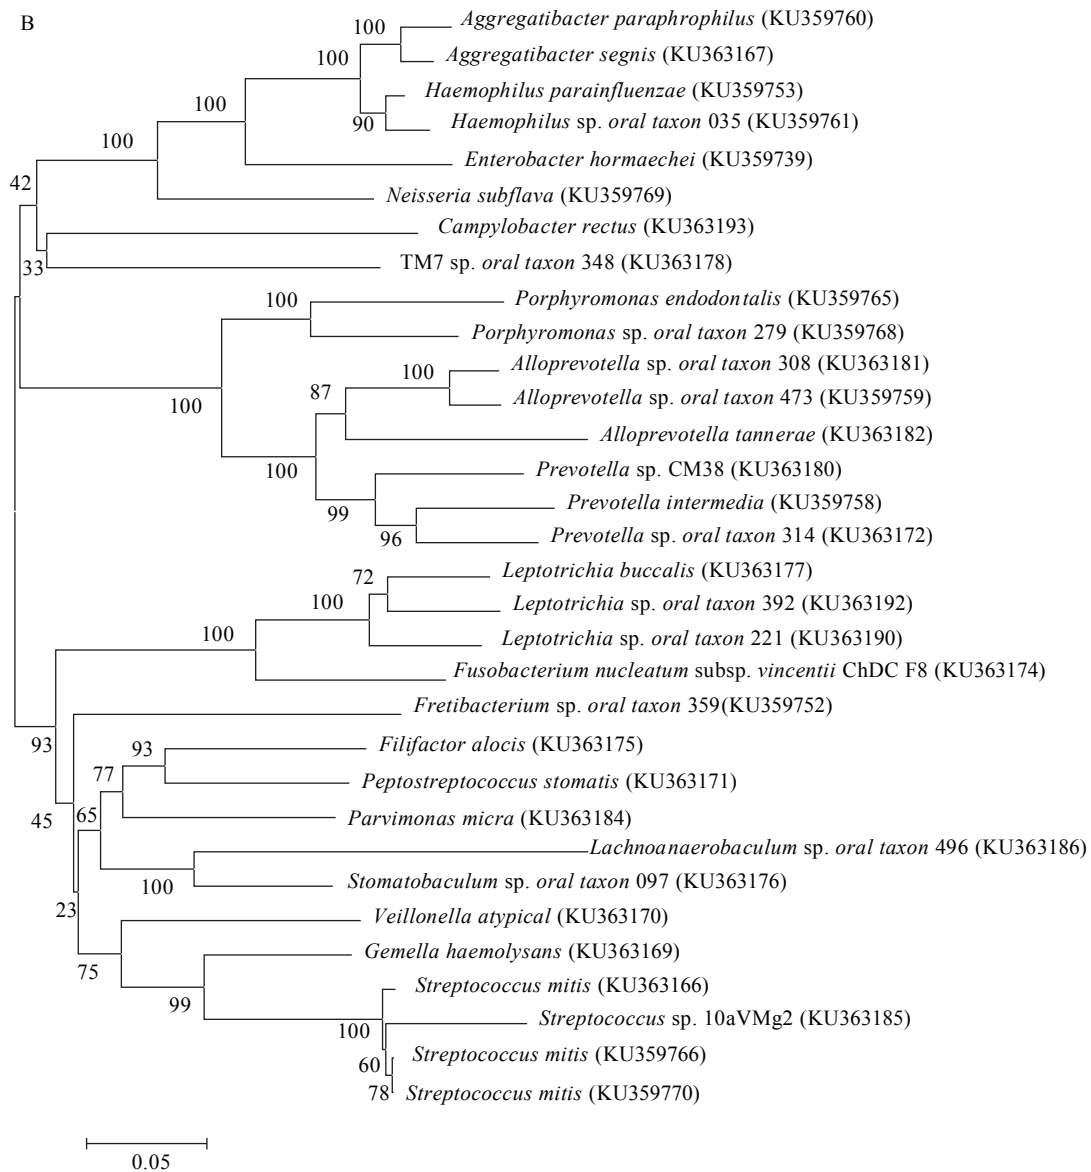 B
Aggregatibacter paraphrophilus (KU359760)
100
Aggregatibacter segnis (KU363167)
100
Haemophilus parainfluenzae (KU359753)
100
90
Haemophilus sp. oral taxon 035 (KU359761)
100
Enterobacter hormaechei (KU359739)
42
Neisseria subflava (KU359769)
Campylobacter rectus (KU363193)
33
TM7 sp. oral taxon 348 (KU363178)
100
Porphyromonas endodontalis (KU359765)
Porphyromonas sp. oral taxon 279 (KU359768)
100
Alloprevotella sp. oral taxon 308 (KU363181)
87
Alloprevotella sp. oral taxon 473 (KU359759)
100
Alloprevotella tannerae (KU363182)
100
Prevotella sp. CM38 (KU363180)
99
Prevotella intermedia (KU359758)
96
Prevotella sp. oral taxon 314 (KU363172)
72
Leptotrichia buccalis (KU363177)
100
Leptotrichia sp. oral taxon 392 (KU363192)
100
Leptotrichia sp. oral taxon 221 (KU363190)
Fusobacterium nucleatum subsp. vincentii ChDC F8 (KU363174)
Fretibacterium sp. oral taxon 359(KU359752)
93
93
Filifactor alocis (KU363175)
77
Peptostreptococcus stomatis (KU363171)
45
65
Parvimonas micra (KU363184)
Lachnoanaerobaculum sp. oral taxon 496 (KU363186)
100
Stomatobaculum sp. oral taxon 097 (KU363176)
23
Veillonella atypical (KU363170)
75
Gemella haemolysans (KU363169)
99
Streptococcus mitis (KU363166)
100
Streptococcus sp. 10aVMg2 (KU363185)
60
Streptococcus mitis (KU359766)
78
Streptococcus mitis (KU359770)
0.05